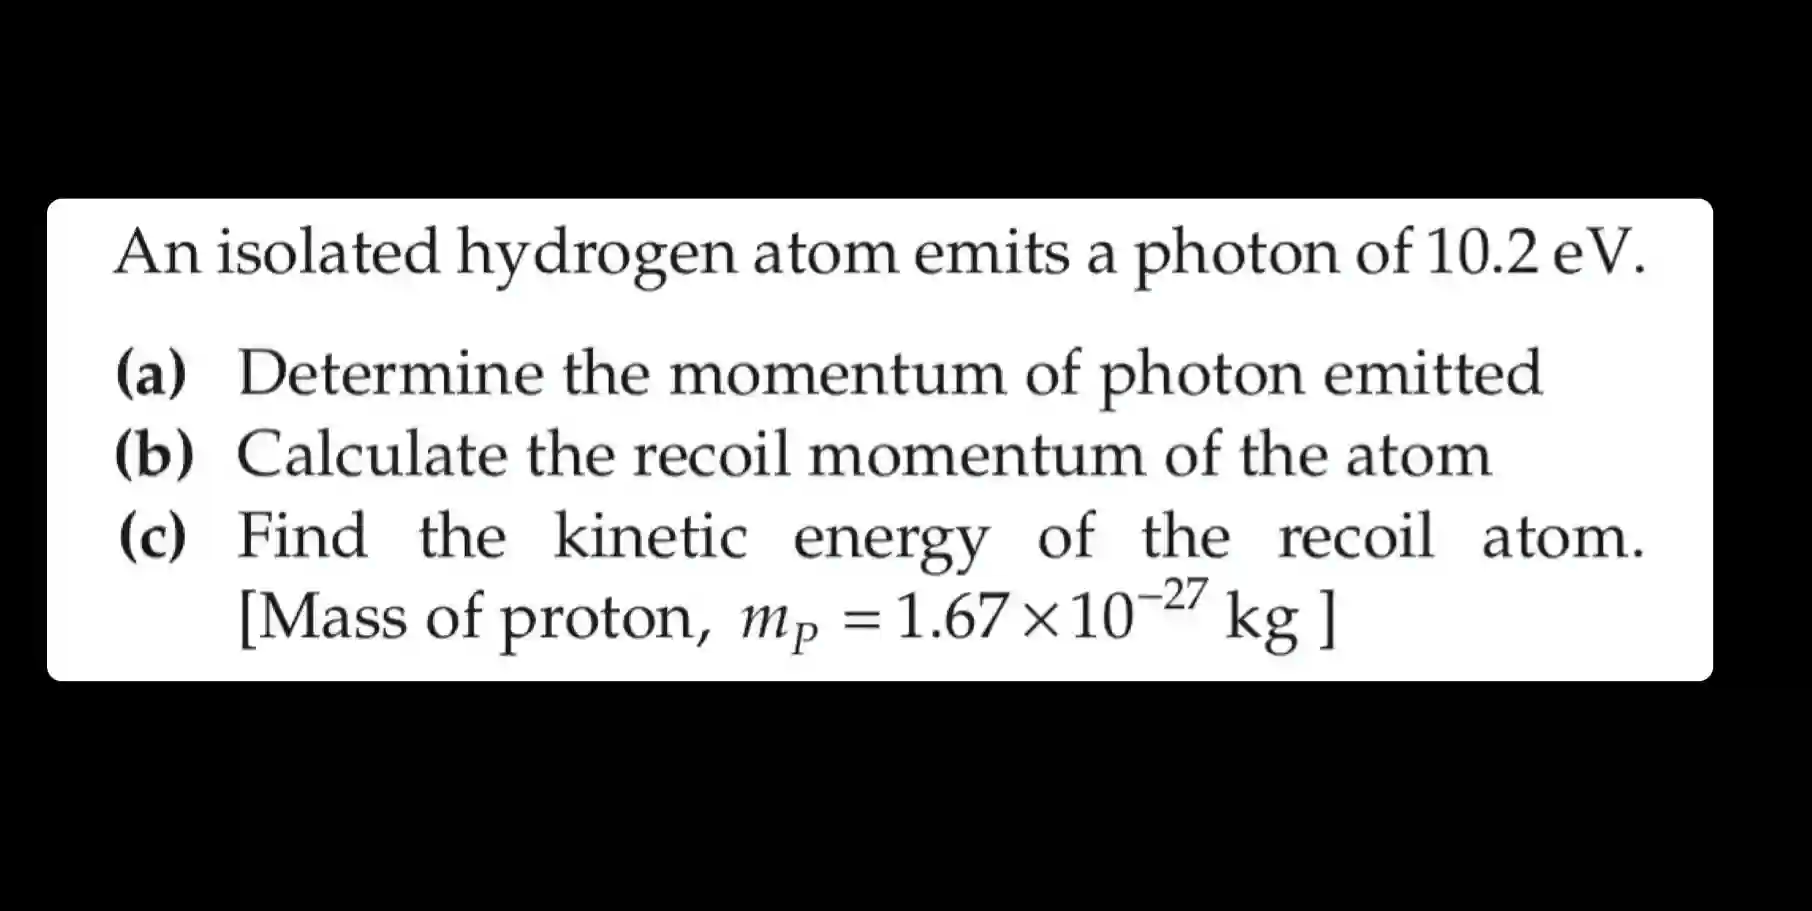 An isolated hydrogen atom emits a photon of 10.2 eV.
(a) Determine the momentum of photon emitted
(b) Calculate the recoil momentum of the atom
(c) Find the kinetic energy of the recoil atom.
[Mass of proton, m_P = 1.67 × 10⁻²⁷ kg ]